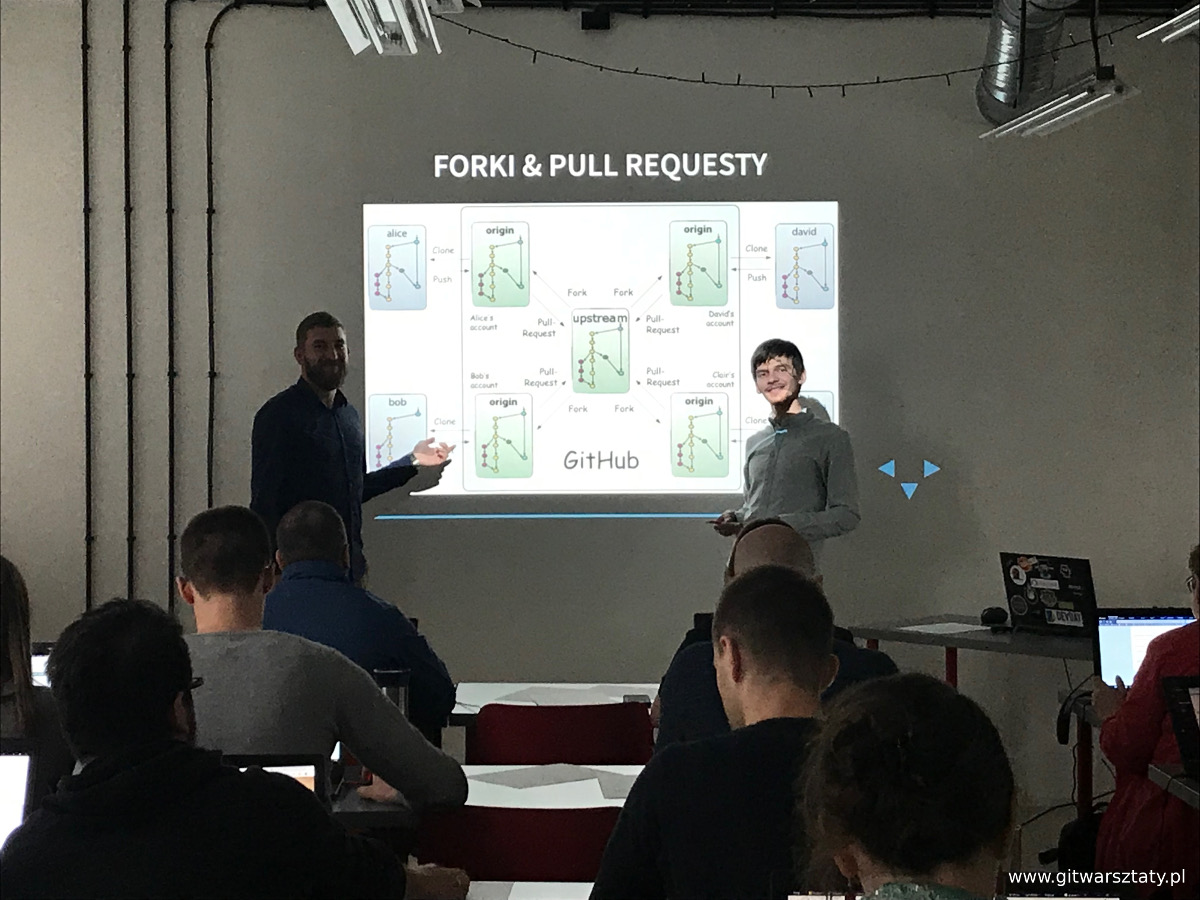 FORKI & PULL REQUESTY
alice
origin
origin
david
Clone
Clone
Push
Push
Fork
Fork
Alice's
account
Pull-
Request
upstream
Pull-
Request
David's
account
Bob's
account
Pull-
Request
Pull-
Request
Clair's
account
bob
origin
origin
Clone
Fork
Fork
Clone
GitHub
www.gitwarsztaty.pl